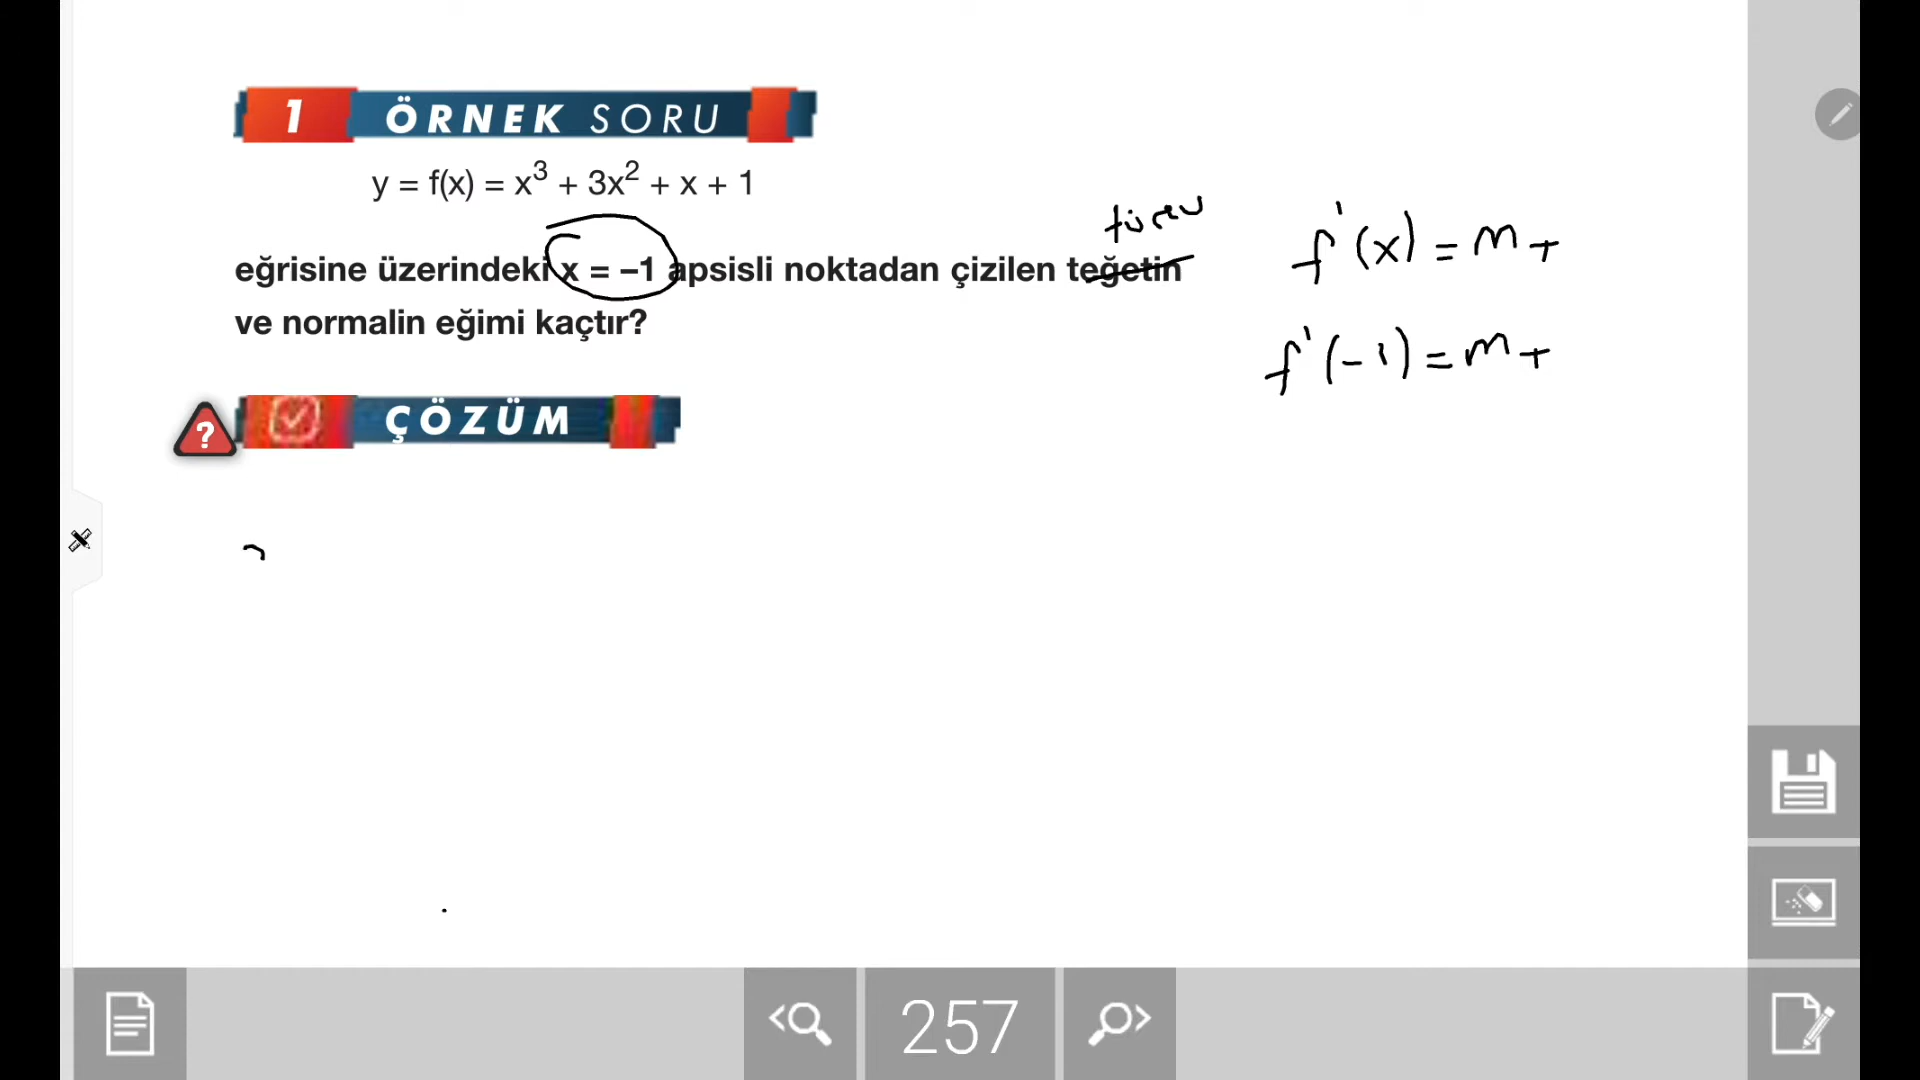 1 ÖRNEK SORU
y = f(x) = x³ + 3x² + x + 1
türev
eğrisine üzerindeki x = –1 apsisli noktadan çizilen teğetin
ve normalin eğimi kaçtır?
f'(x) = mT
f'(-1) = mT
? ÇÖZÜM
257